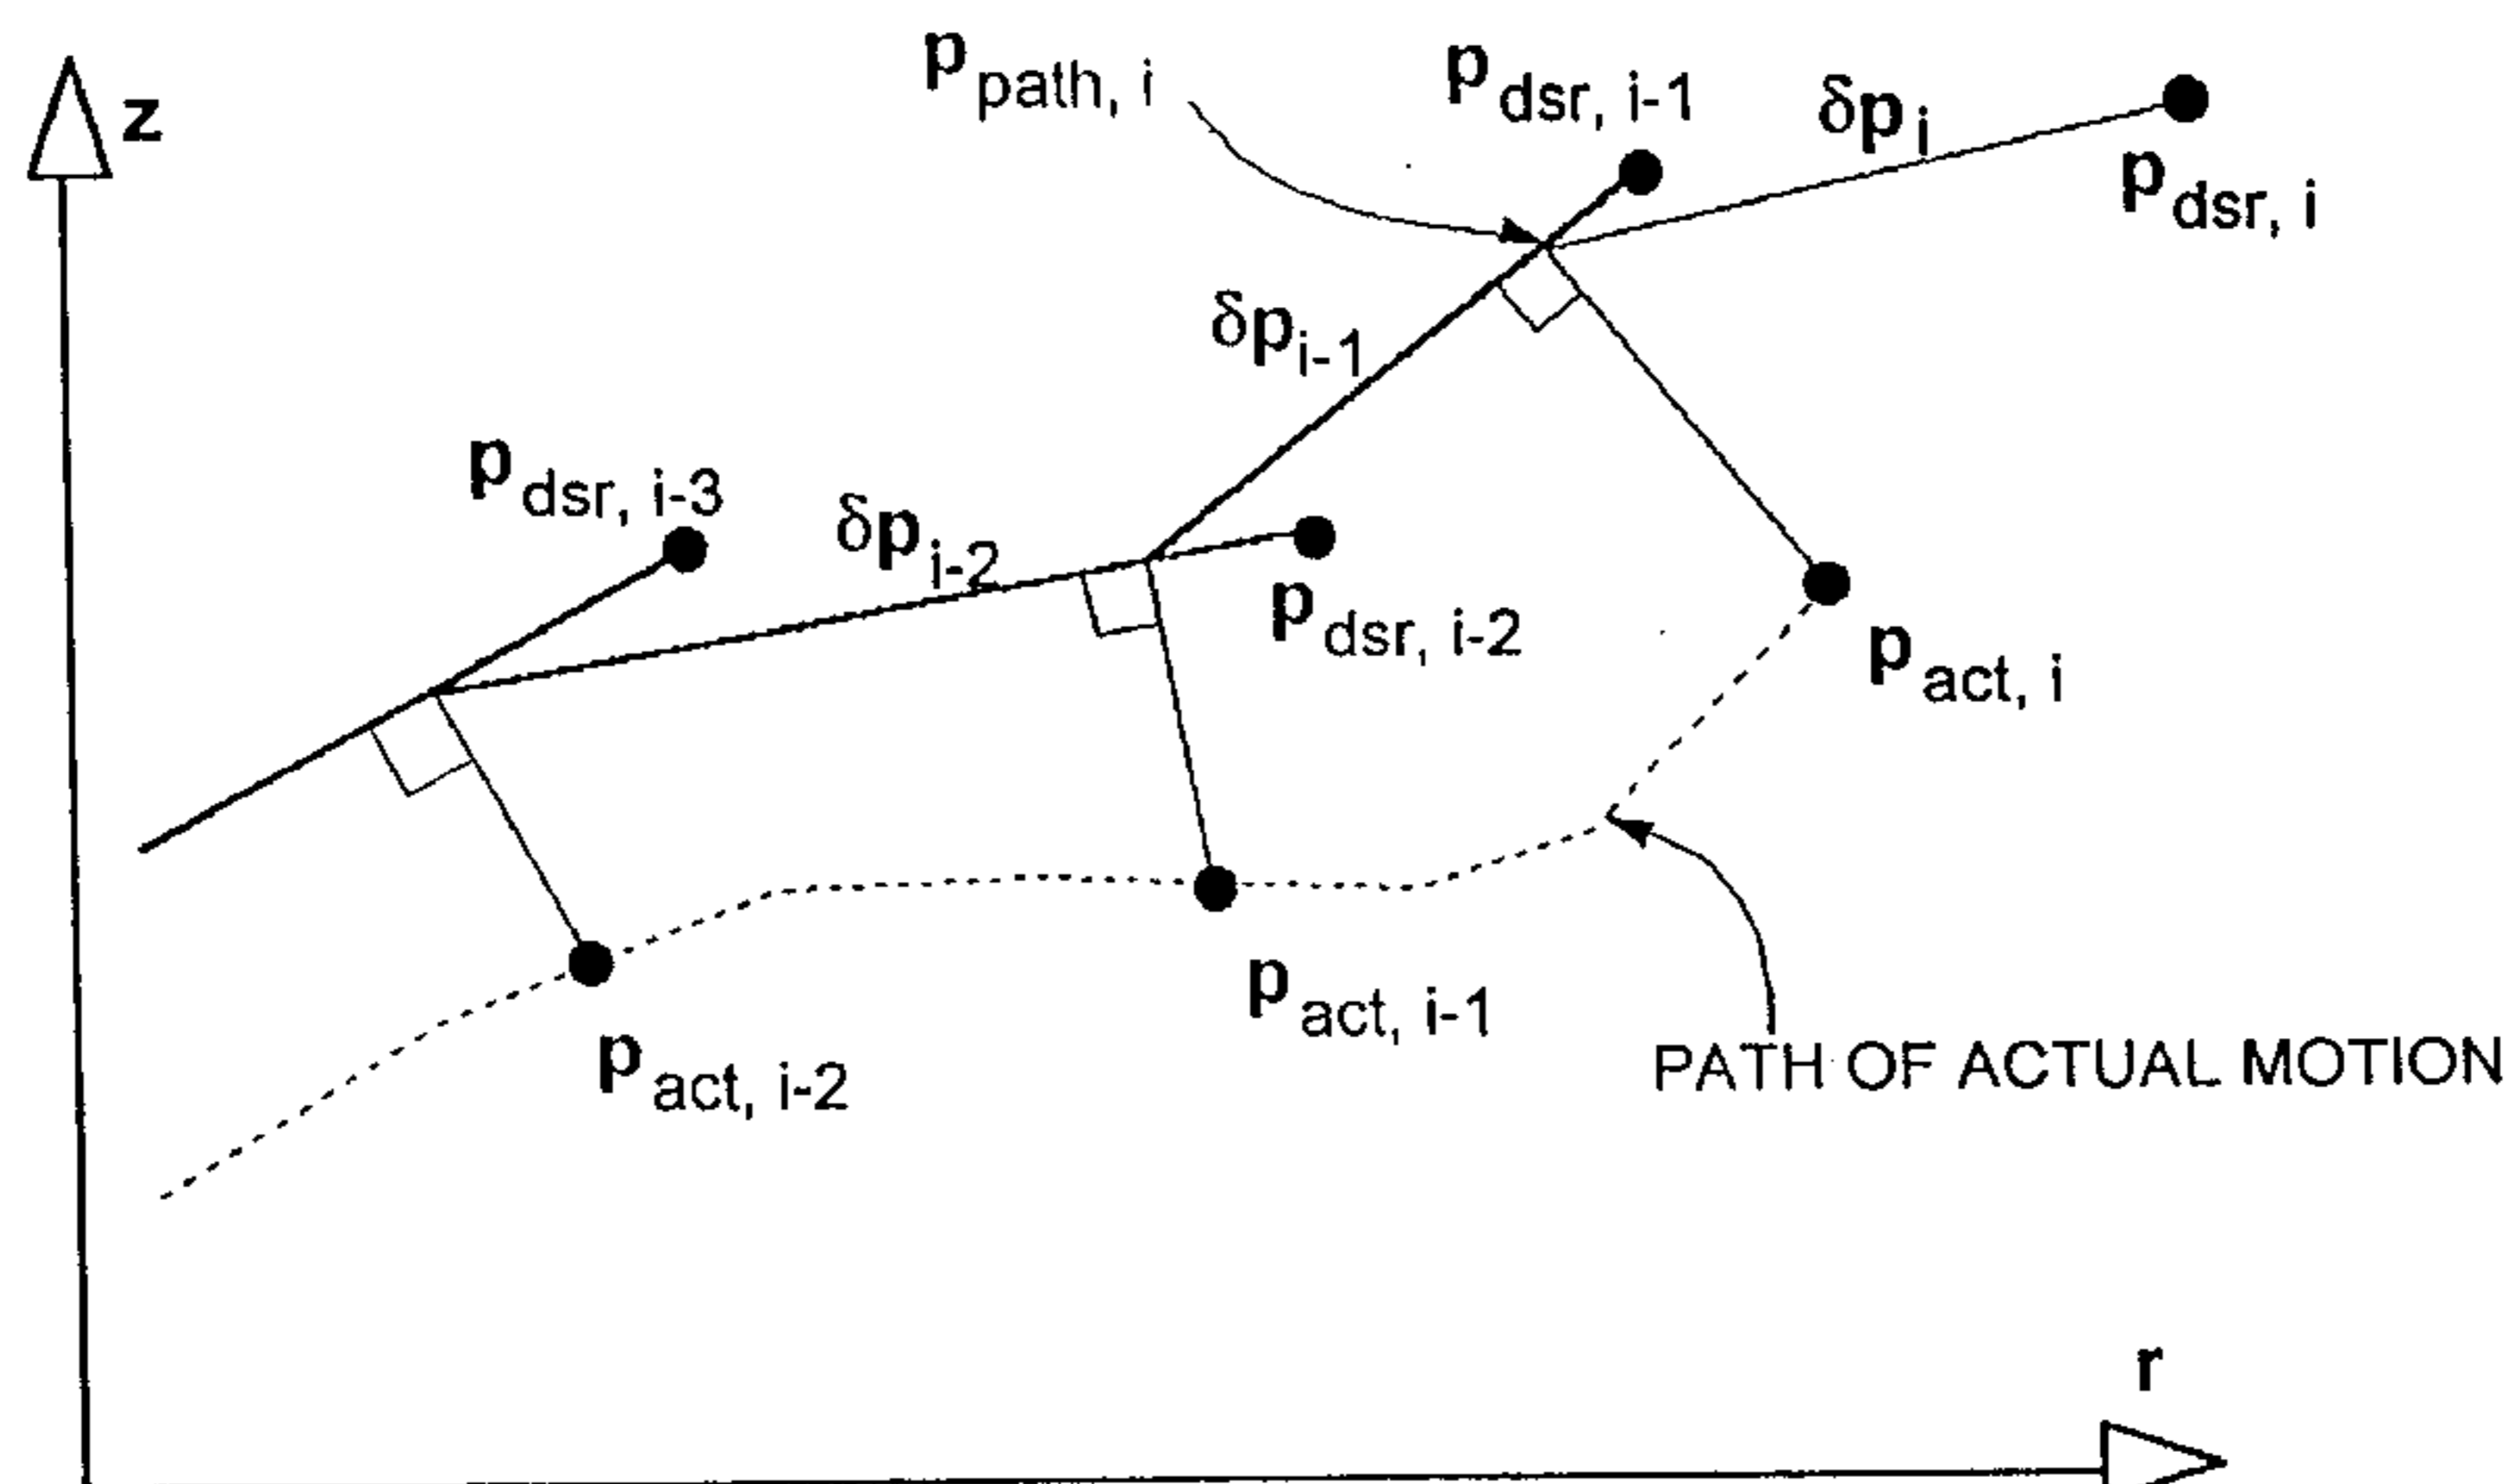 z
p path, i
p dsr, i-1
δp i
p dsr, i
δp i-1
p dsr, i-3
δp i-2
p dsr, i-2
p act, i
p act, i-1
p act, i-2
PATH OF ACTUAL MOTION
r